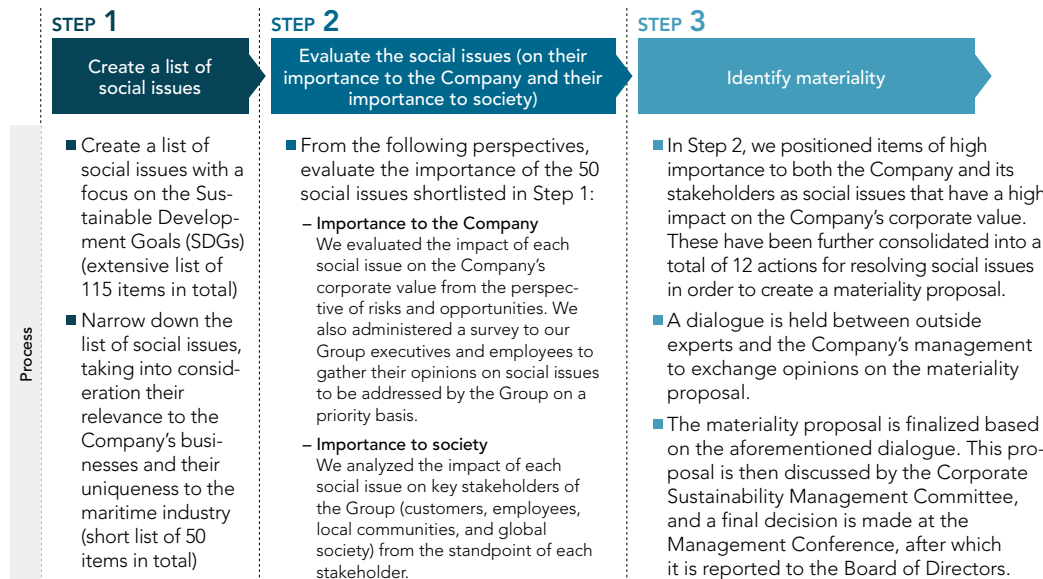 STEP 1
Create a list of
social issues
STEP 2
Evaluate the social issues (on their
importance to the Company and their
importance to society)
STEP 3
Identify materiality
Process
■ Create a list of
social issues with a
focus on the Sus-
tainable Develop-
ment Goals (SDGs)
(extensive list of
115 items in total)
■ Narrow down the
list of social issues,
taking into consid-
eration their
relevance to the
Company's busi-
nesses and their
uniqueness to the
maritime industry
(short list of 50
items in total)
■ From the following perspectives,
evaluate the importance of the 50
social issues shortlisted in Step 1:
– Importance to the Company
We evaluated the impact of each
social issue on the Company's
corporate value from the perspec-
tive of risks and opportunities. We
also administered a survey to our
Group executives and employees to
gather their opinions on social issues
to be addressed by the Group on a
priority basis.
– Importance to society
We analyzed the impact of each
social issue on key stakeholders of
the Group (customers, employees,
local communities, and global
society) from the standpoint of each
stakeholder.
■ In Step 2, we positioned items of high
importance to both the Company and its
stakeholders as social issues that have a high
impact on the Company's corporate value.
These have been further consolidated into a
total of 12 actions for resolving social issues
in order to create a materiality proposal.
■ A dialogue is held between outside
experts and the Company's management
to exchange opinions on the materiality
proposal.
■ The materiality proposal is finalized based
on the aforementioned dialogue. This pro-
posal is then discussed by the Corporate
Sustainability Management Committee,
and a final decision is made at the
Management Conference, after which
it is reported to the Board of Directors.